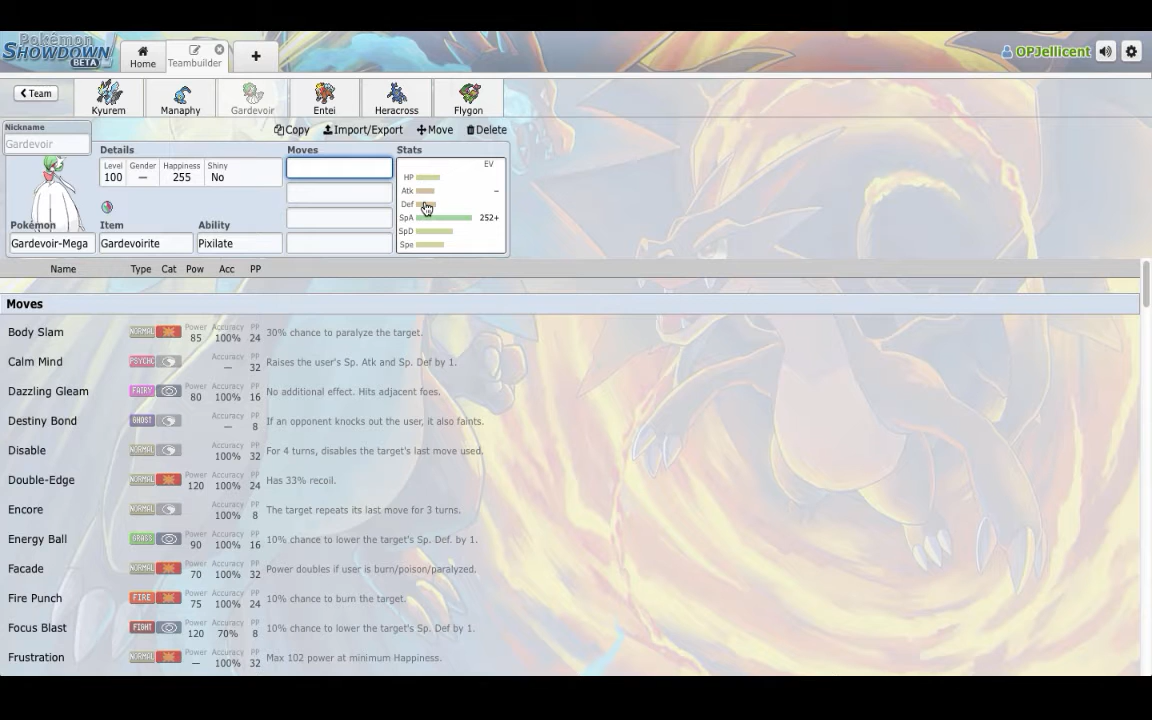 Pokémon
SHOWDOWN
BETA
Home
Teambuilder
+
OPJellicent
Team
Kyurem
Manaphy
Gardevoir
Entei
Heracross
Flygon
Copy Import/Export Move Delete
Nickname
Gardevoir
Details
Level Gender Happiness Shiny
100 — 255 No
Pokémon Item Ability
Gardevoir-Mega Gardevoirite Pixilate
Moves
Stats
EV
HP
Atk –
Def
SpA 252+
SpD
Spe
Name Type Cat Pow Acc PP
Moves
Body Slam NORMAL Power 85 Accuracy 100% PP 24 30% chance to paralyze the target.
Calm Mind PSYCHC Accuracy — PP 32 Raises the user's Sp. Atk and Sp. Def by 1.
Dazzling Gleam FAIRY Power 80 Accuracy 100% PP 16 No additional effect. Hits adjacent foes.
Destiny Bond GHOST Accuracy — PP 8 If an opponent knocks out the user, it also faints.
Disable NORMAL Accuracy 100% PP 32 For 4 turns, disables the target's last move used.
Double-Edge NORMAL Power 120 Accuracy 100% PP 24 Has 33% recoil.
Encore NORMAL Accuracy 100% PP 8 The target repeats its last move for 3 turns.
Energy Ball GRASS Power 90 Accuracy 100% PP 16 10% chance to lower the target's Sp. Def. by 1.
Facade NORMAL Power 70 Accuracy 100% PP 32 Power doubles if user is burn/poison/paralyzed.
Fire Punch FIRE Power 75 Accuracy 100% PP 24 10% chance to burn the target.
Focus Blast FIGHT Power 120 Accuracy 70% PP 8 10% chance to lower the target's Sp. Def by 1.
Frustration NORMAL Power — Accuracy 100% PP 32 Max 102 power at minimum Happiness.